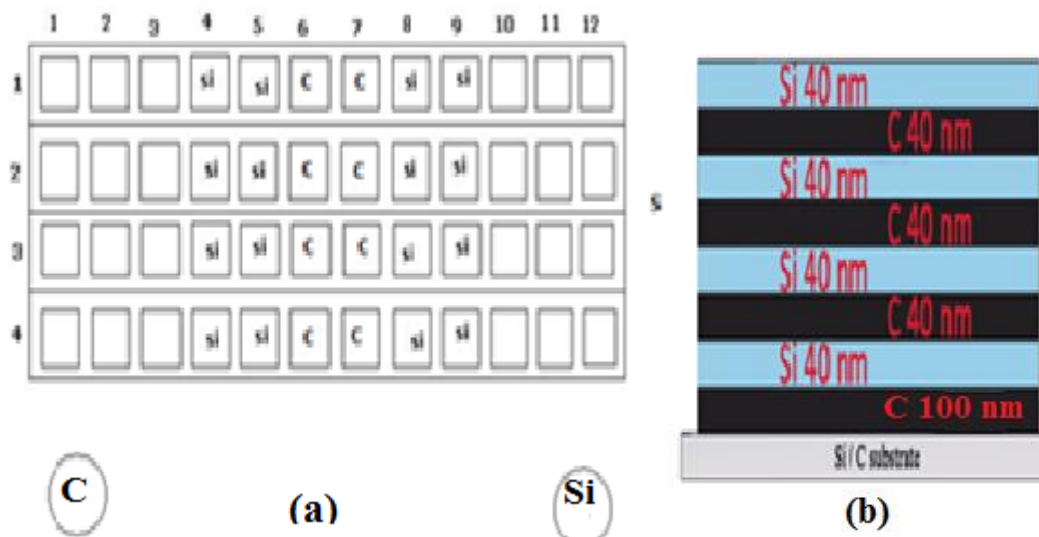 1 2 3 4 5 6 7 8 9 10 11 12
1 si si C C si si
2 si si C C si si
3 si si C C si si
4 si si C C si si
C (a) Si
si
Si 40 nm
C 40 nm
Si 40 nm
C 40 nm
Si 40 nm
C 40 nm
Si 40 nm
C 100 nm
Si / C substrate
(b)